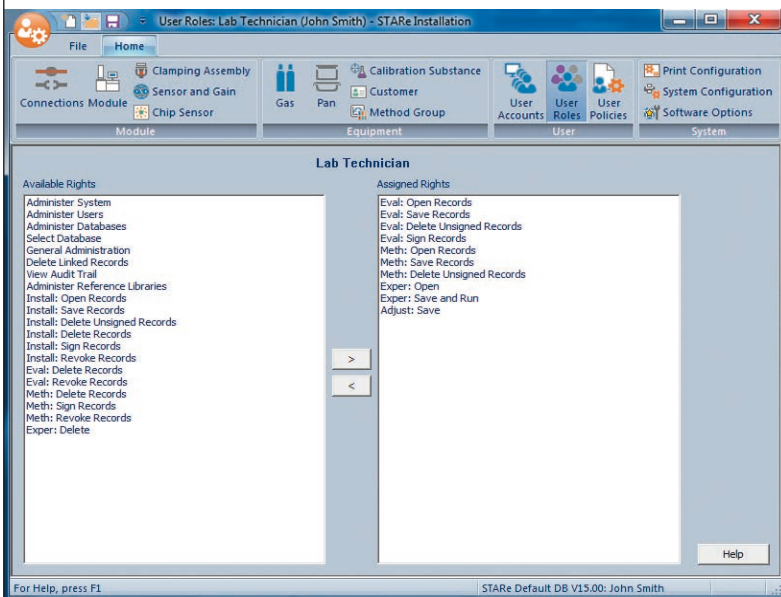 User Roles: Lab Technician (John Smith) - STARe Installation
File Home
Connections
Module
Clamping Assembly
Sensor and Gain
Chip Sensor
Module
Gas
Pan
Calibration Substance
Customer
Method Group
Equipment
User Accounts
User Roles
User Policies
User
Print Configuration
System Configuration
Software Options
System
Lab Technician
Available Rights
Administer System
Administer Users
Administer Databases
Select Database
General Administration
Delete Linked Records
View Audit Trail
Administer Reference Libraries
Install: Open Records
Install: Save Records
Install: Delete Unsigned Records
Install: Delete Records
Install: Sign Records
Install: Revoke Records
Eval: Delete Records
Eval: Revoke Records
Meth: Delete Records
Meth: Sign Records
Meth: Revoke Records
Exper: Delete
>
<
Assigned Rights
Eval: Open Records
Eval: Save Records
Eval: Delete Unsigned Records
Eval: Sign Records
Meth: Open Records
Meth: Save Records
Meth: Delete Unsigned Records
Exper: Open
Exper: Save and Run
Adjust: Save
Help
For Help, press F1
STARe Default DB V15.00: John Smith